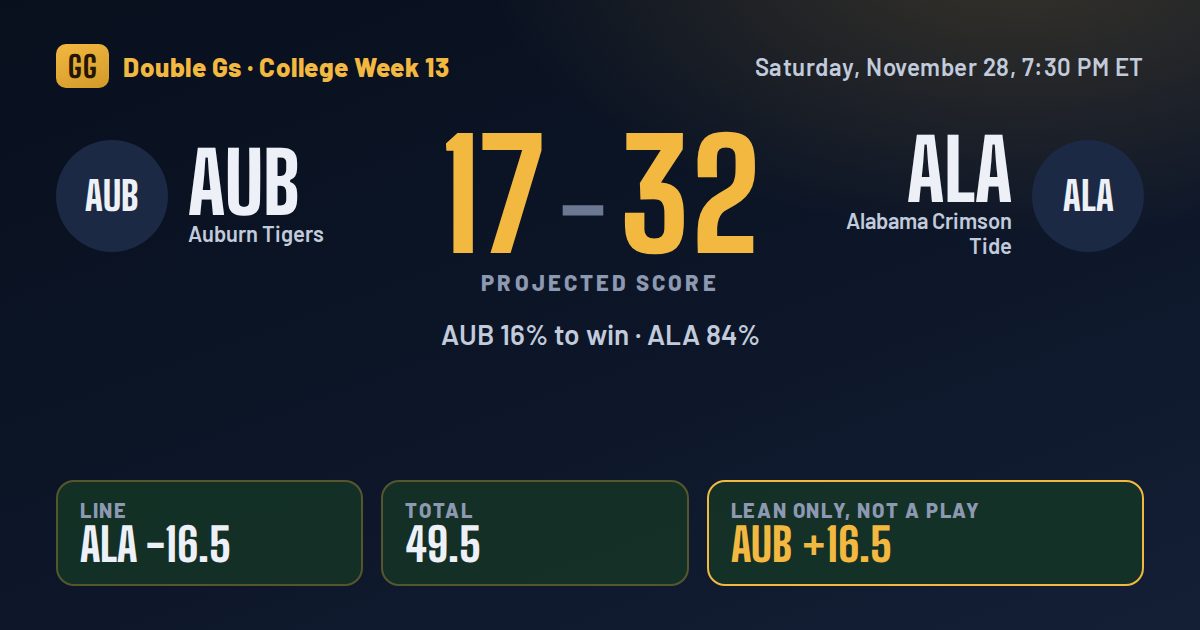 GG Double Gs · College Week 13
Saturday, November 28, 7:30 PM ET
AUB
AUB
Auburn Tigers
17 – 32
PROJECTED SCORE
AUB 16% to win · ALA 84%
ALA
Alabama Crimson
Tide
ALA
LINE
ALA −16.5
TOTAL
49.5
LEAN ONLY, NOT A PLAY
AUB +16.5